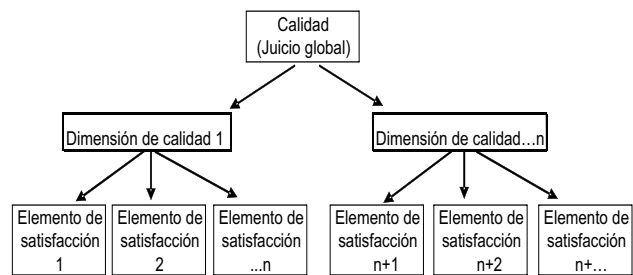 Calidad
(Juicio global)
Dimensión de calidad 1
Dimensión de calidad...n
Elemento de
satisfacción
1
Elemento de
satisfacción
2
Elemento de
satisfacción
...n
Elemento de
satisfacción
n+1
Elemento de
satisfacción
n+2
Elemento de
satisfacción
n+...